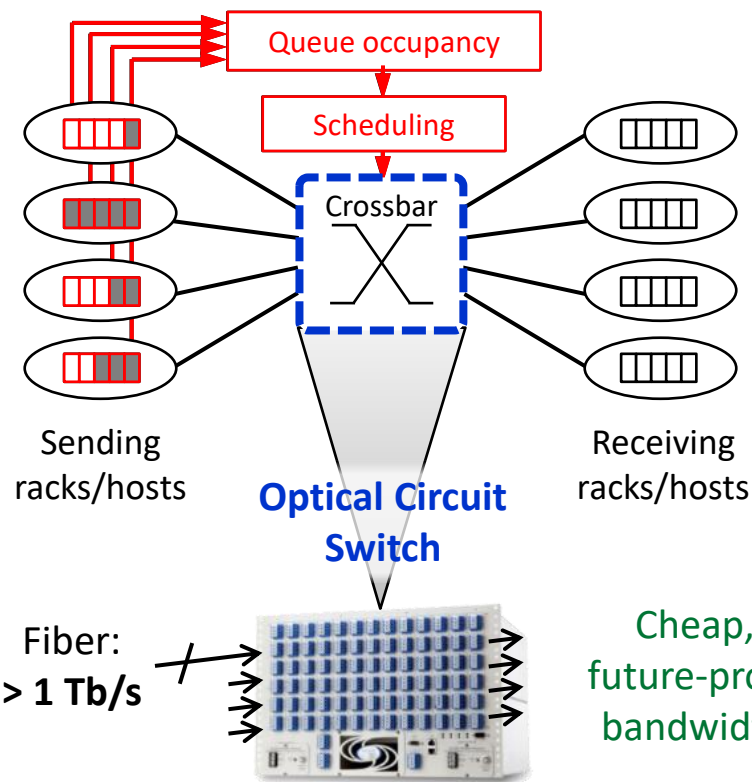 Queue occupancy
Scheduling
Crossbar
Sending
racks/hosts
Receiving
racks/hosts
Optical Circuit
Switch
Fiber:
> 1 Tb/s
Cheap,
future-pro
bandwid